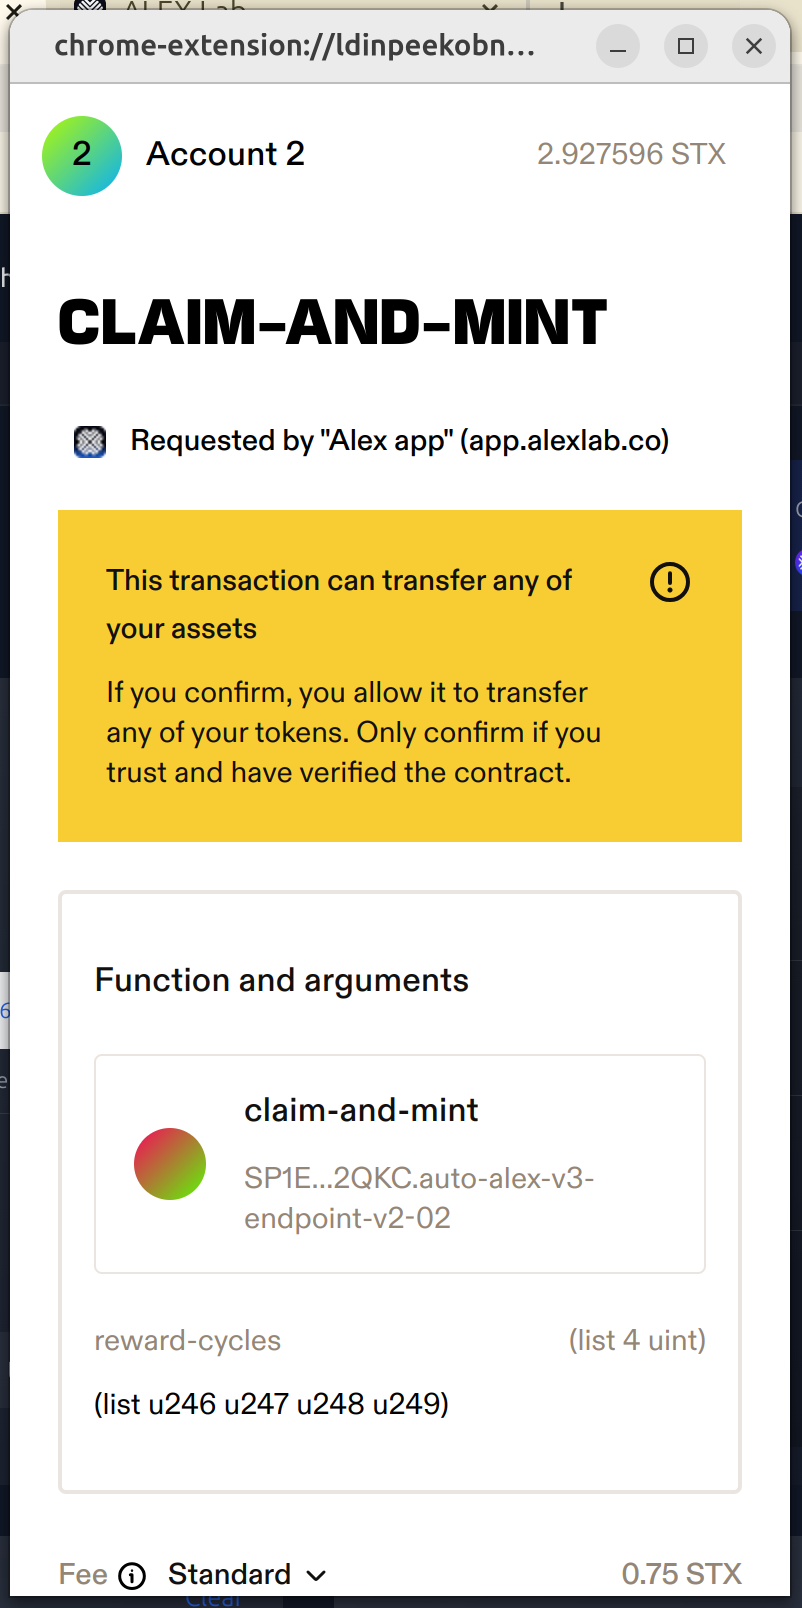 ALEX Lab
chrome-extension://ldinpeekobn...
2
Account 2
2.927596 STX
CLAIM-AND-MINT
Requested by "Alex app" (app.alexlab.co)
This transaction can transfer any of
your assets
If you confirm, you allow it to transfer
any of your tokens. Only confirm if you
trust and have verified the contract.
Function and arguments
claim-and-mint
SP1E...2QKC.auto-alex-v3-
endpoint-v2-02
reward-cycles
(list 4 uint)
(list u246 u247 u248 u249)
Fee
Standard
0.75 STX
Clear